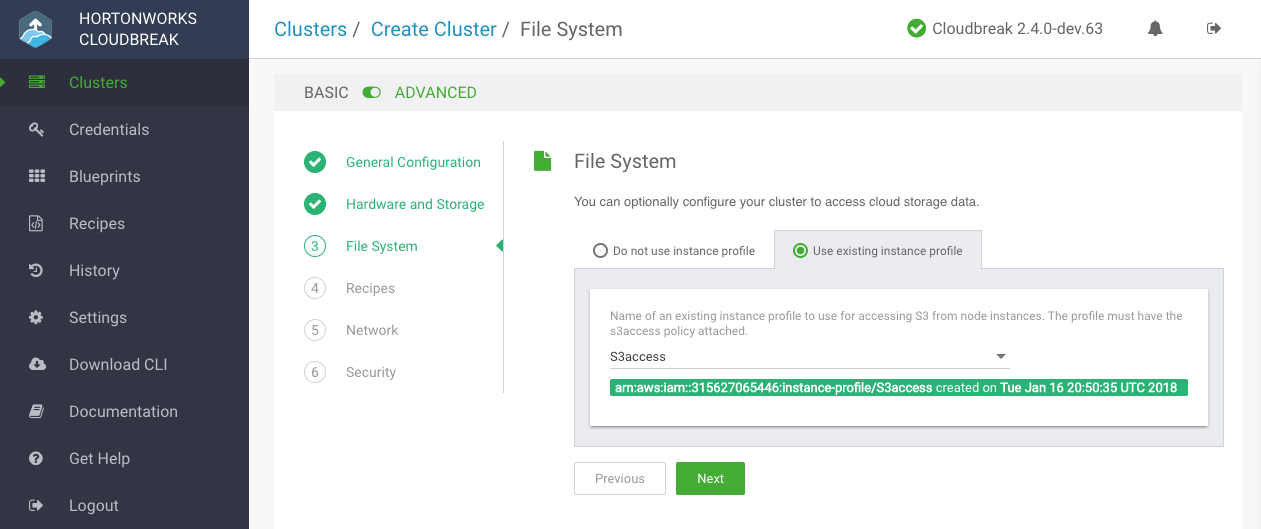 HORTONWORKS
CLOUDBREAK
Clusters
Credentials
Blueprints
Recipes
History
Settings
Download CLI
Documentation
Get Help
Logout
Clusters / Create Cluster / File System
Cloudbreak 2.4.0-dev.63
BASIC ADVANCED
General Configuration
Hardware and Storage
3 File System
4 Recipes
5 Network
6 Security
File System
You can optionally configure your cluster to access cloud storage data.
Do not use instance profile
Use existing instance profile
Name of an existing instance profile to use for accessing S3 from node instances. The profile must have the
s3access policy attached.
S3access
arn:aws:iam::315627065446:instance-profile/S3access created on Tue Jan 16 20:50:35 UTC 2018
Previous
Next